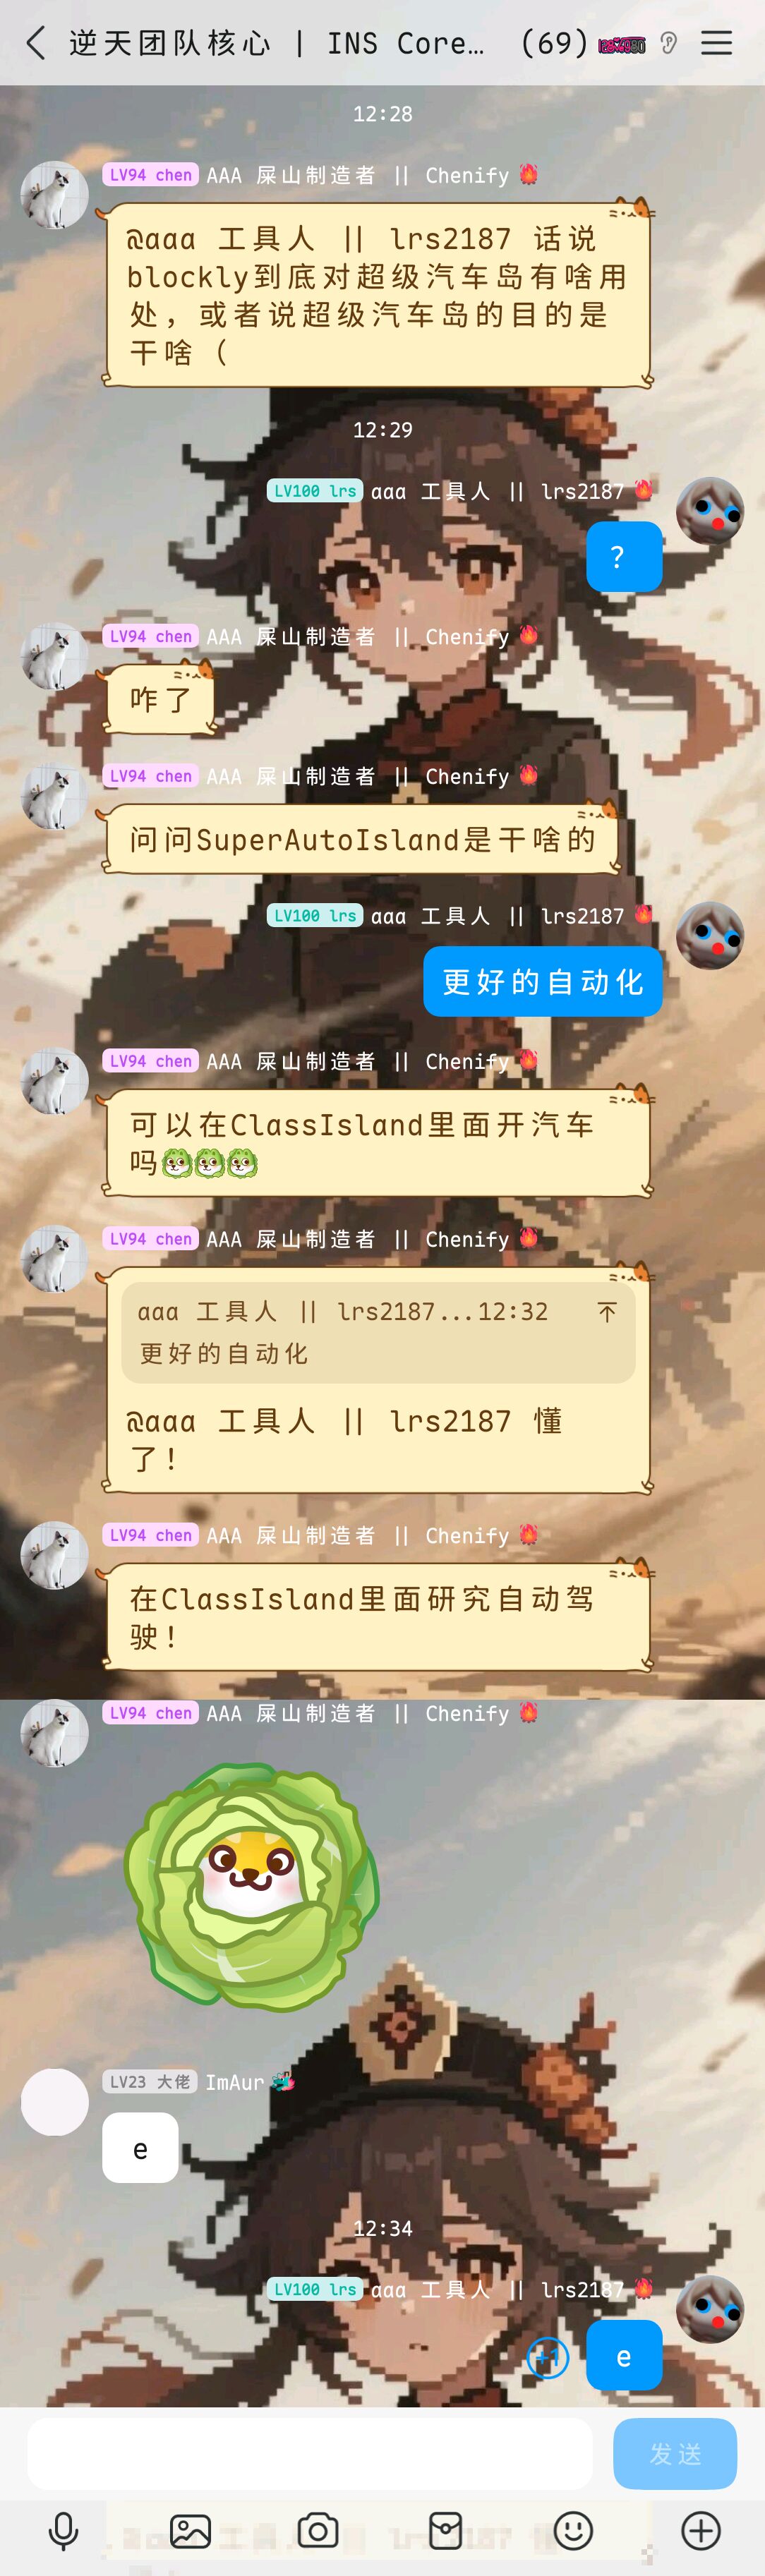 逆天团队核心 | INS Core... (69)
12:28
LV94 chen AAA 屎山制造者 || Chenify
@aaa 工具人 || lrs2187 话说
blockly到底对超级汽车岛有啥用
处，或者说超级汽车岛的目的是
干啥（
12:29
LV100 lrs aaa 工具人 || lrs2187
？
LV94 chen AAA 屎山制造者 || Chenify
咋了
LV94 chen AAA 屎山制造者 || Chenify
问问SuperAutoIsland是干啥的
LV100 lrs aaa 工具人 || lrs2187
更好的自动化
LV94 chen AAA 屎山制造者 || Chenify
可以在ClassIsland里面开汽车
吗
LV94 chen AAA 屎山制造者 || Chenify
aaa 工具人 || lrs2187...12:32
更好的自动化
@aaa 工具人 || lrs2187 懂
了！
LV94 chen AAA 屎山制造者 || Chenify
在ClassIsland里面研究自动驾
驶！
LV94 chen AAA 屎山制造者 || Chenify
LV23 大佬 ImAur
e
12:34
LV100 lrs aaa 工具人 || lrs2187
+1
e
发送